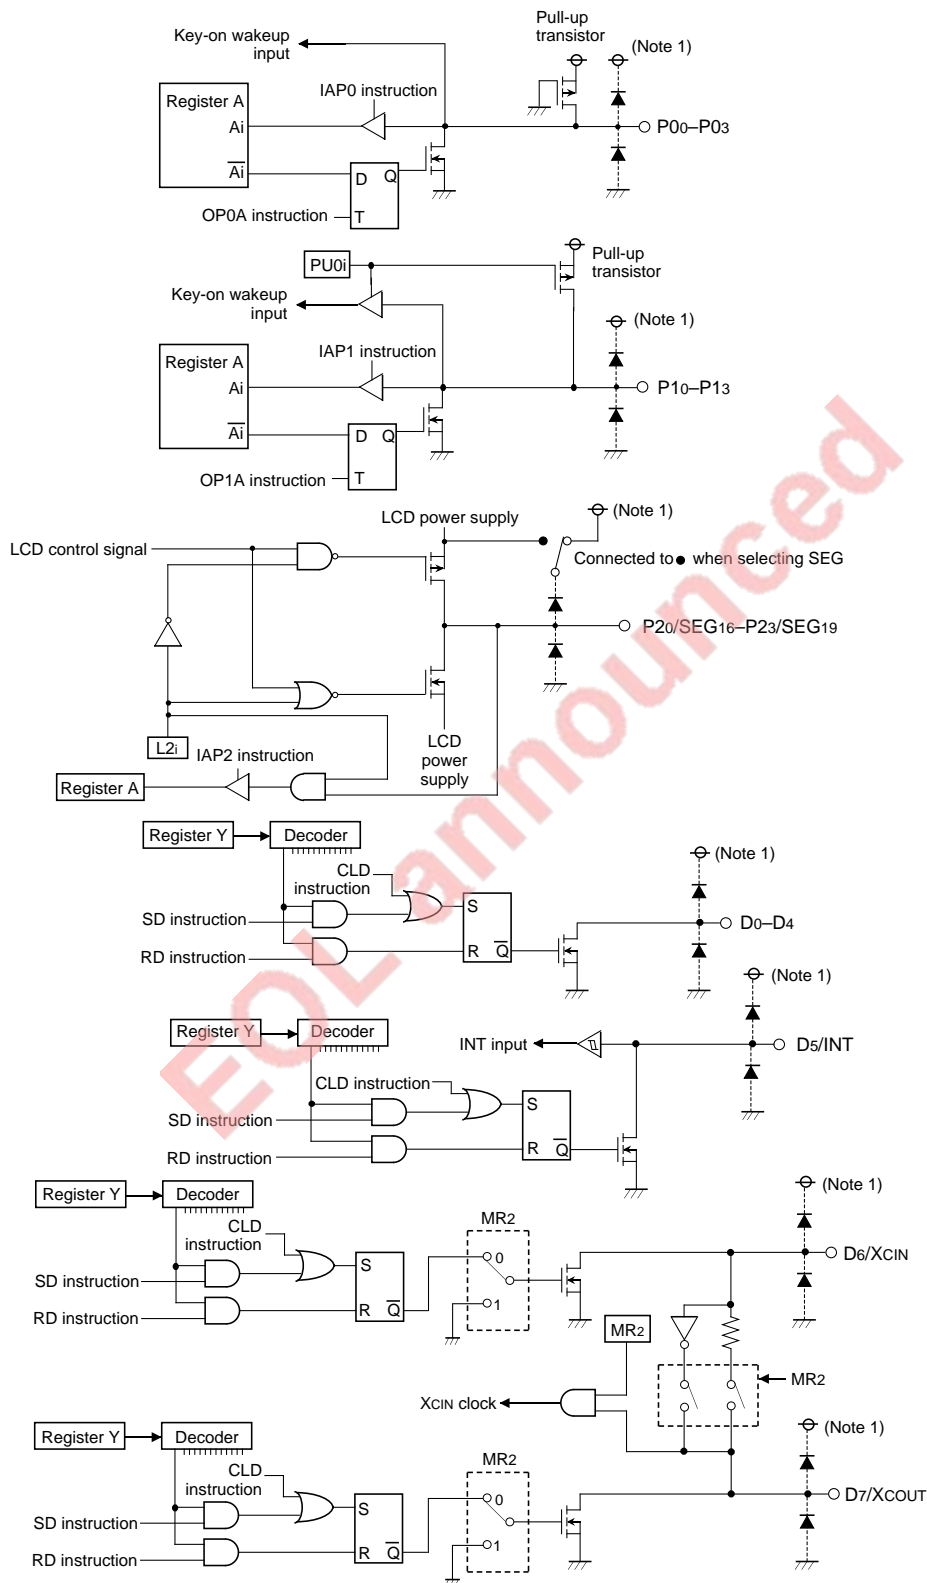 Pull-up
transistor
(Note 1)
Key-on wakeup
input
IAP0 instruction
Register A
Ai
P00–P03
Ai
D
Q
T
OP0A instruction
PU0i
Pull-up
transistor
Key-on wakeup
input
(Note 1)
IAP1 instruction
Register A
Ai
P10–P13
Ai
D
Q
T
OP1A instruction
LCD power supply
(Note 1)
LCD control signal
Connected to ● when selecting SEG
P20/SEG16–P23/SEG19
L2i
LCD
power
supply
IAP2 instruction
Register A
Register Y
Decoder
(Note 1)
CLD
instruction
S
SD instruction
D0–D4
RD instruction
R
Q
(Note 1)
Register Y
Decoder
INT input
D5/INT
CLD instruction
S
SD instruction
RD instruction
R
Q
Register Y
Decoder
(Note 1)
CLD
instruction
MR2
S
0
D6/XCIN
SD instruction
RD instruction
R
Q
1
MR2
MR2
XCIN clock
Register Y
Decoder
(Note 1)
CLD
instruction
MR2
S
0
D7/XCOUT
SD instruction
RD instruction
R
Q
1
EOL announced